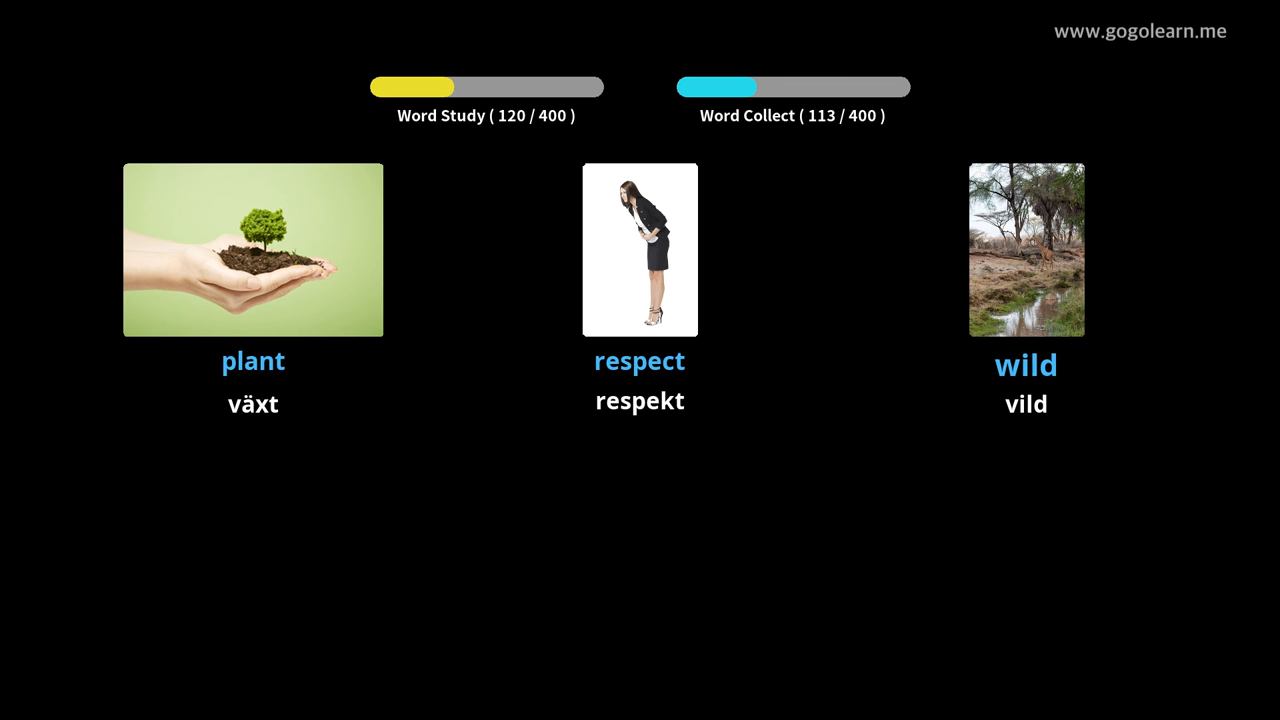 www.gogolearn.me
Word Study ( 120 / 400 )
Word Collect ( 113 / 400 )
plant
respect
wild
växt
respekt
vild